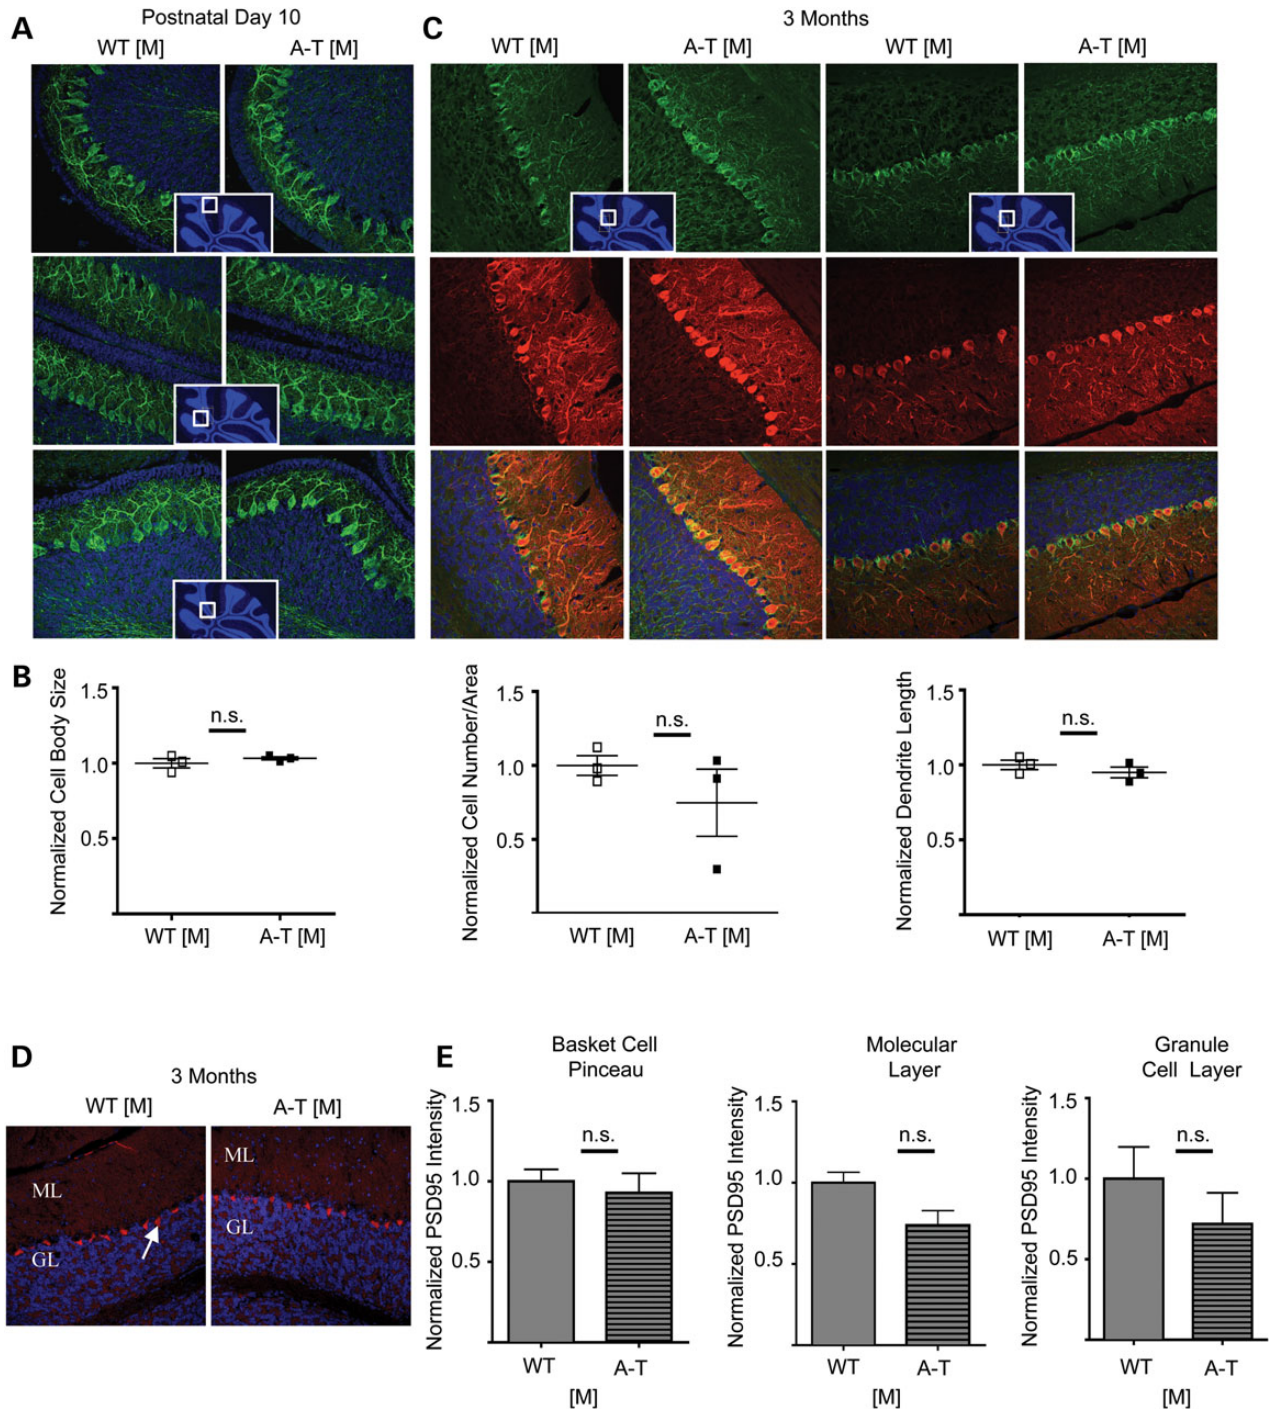 A
Postnatal Day 10
WT [M]
A-T [M]
C
3 Months
WT [M]
A-T [M]
WT [M]
A-T [M]
B
Normalized Cell Body Size
1.5
1.0
0.5
n.s.
WT [M]
A-T [M]
Normalized Cell Number/Area
1.5
1.0
0.5
n.s.
WT [M]
A-T [M]
Normalized Dendrite Length
1.5
1.0
0.5
n.s.
WT [M]
A-T [M]
D
3 Months
WT [M]
A-T [M]
ML
GL
ML
GL
E
Basket Cell
Pinceau
Normalized PSD95 Intensity
1.5
1.0
0.5
n.s.
WT
A-T
[M]
Molecular
Layer
Normalized PSD95 Intensity
1.5
1.0
0.5
n.s.
WT
A-T
[M]
Granule
Cell Layer
Normalized PSD95 Intensity
1.5
1.0
0.5
n.s.
WT
A-T
[M]